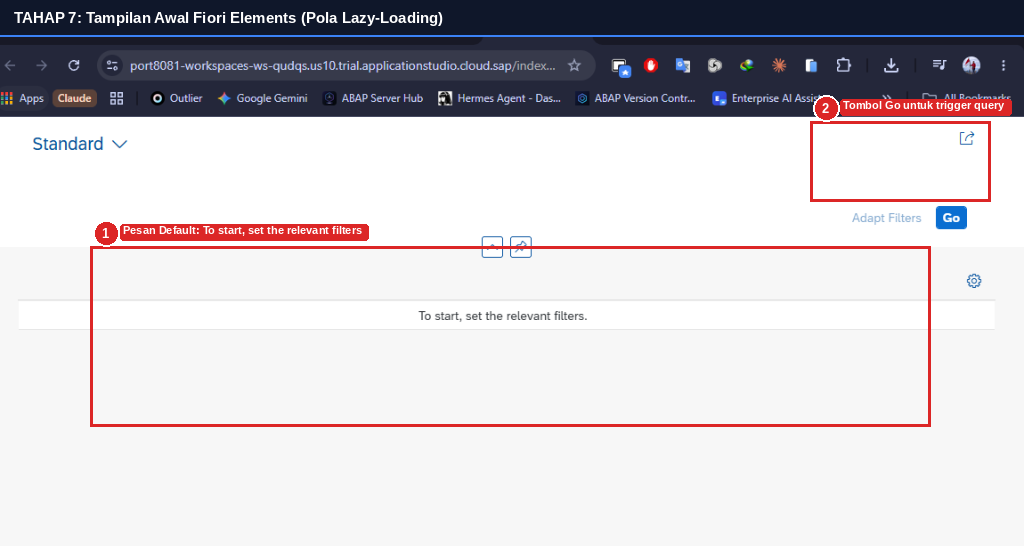 TAHAP 7: Tampilan Awal Fiori Elements (Pola Lazy-Loading)
port8081-workspaces-ws-qudqs.us10.trial.applicationstudio.cloud.sap/index...
Apps Claude Outlier Google Gemini ABAP Server Hub Hermes Agent - Das... ABAP Version Contr... Enterprise AI Assist All Bookmarks
2 Tombol Go untuk trigger query
Standard
Adapt Filters Go
1 Pesan Default: To start, set the relevant filters
To start, set the relevant filters.